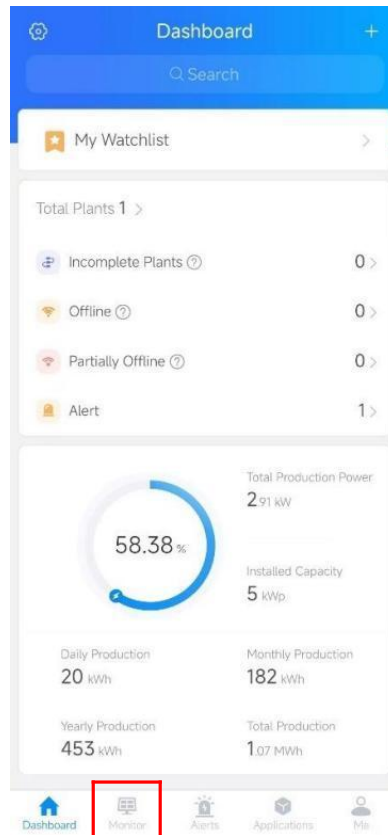 Dashboard
Search
My Watchlist
Total Plants 1
Incomplete Plants
0
Offline
0
Partially Offline
0
Alert
1
58.38 %
Total Production Power
2.91 kW
Installed Capacity
5 kWp
Daily Production
20 kWh
Monthly Production
182 kWh
Yearly Production
453 kWh
Total Production
1.07 MWh
Dashboard
Monitor
Alerts
Applications
Me